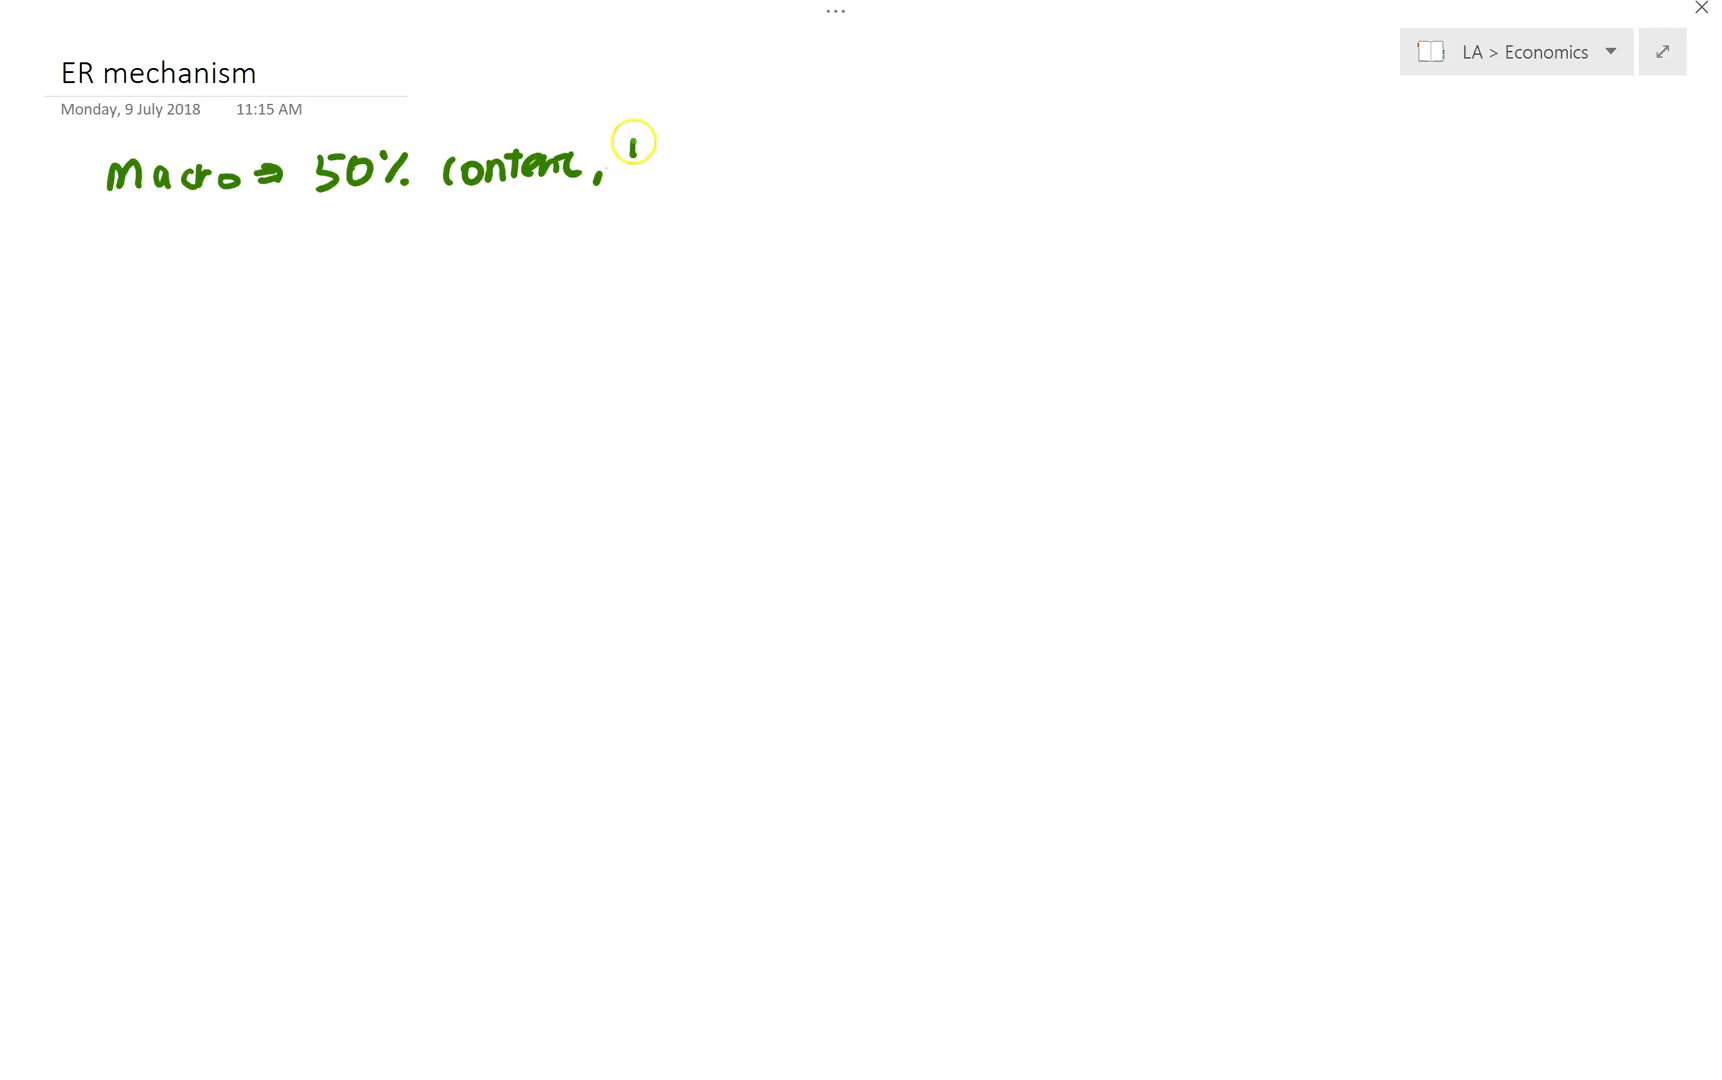 LA > Economics
ER mechanism
Monday, 9 July 2018 11:15 AM
Macro ⇒ 50% content,